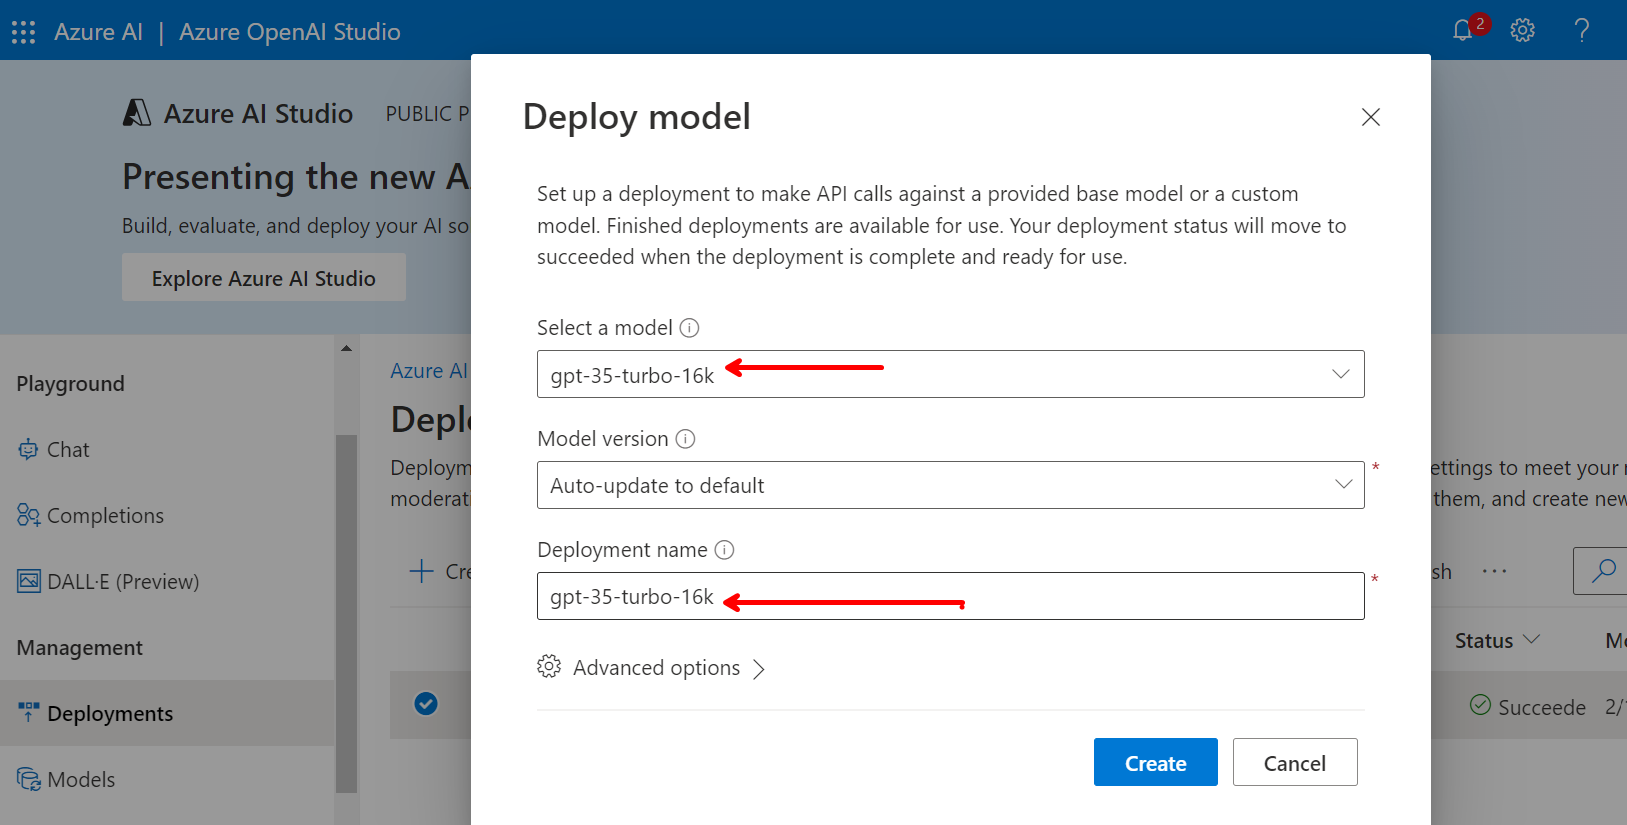 Azure AI | Azure OpenAI Studio
2
Azure AI Studio PUBLIC P
Presenting the new A
Build, evaluate, and deploy your AI so
Explore Azure AI Studio
Playground
Chat
Completions
DALL·E (Preview)
Management
Deployments
Models
Azure AI
Deplo
Deploym
moderati
Cre
Deploy model
Set up a deployment to make API calls against a provided base model or a custom
model. Finished deployments are available for use. Your deployment status will move to
succeeded when the deployment is complete and ready for use.
Select a model
gpt-35-turbo-16k
Model version
Auto-update to default
*
Deployment name
gpt-35-turbo-16k
*
Advanced options
Create
Cancel
ettings to meet your
them, and create new
sh ···
Status
Mo
Succeede 2/